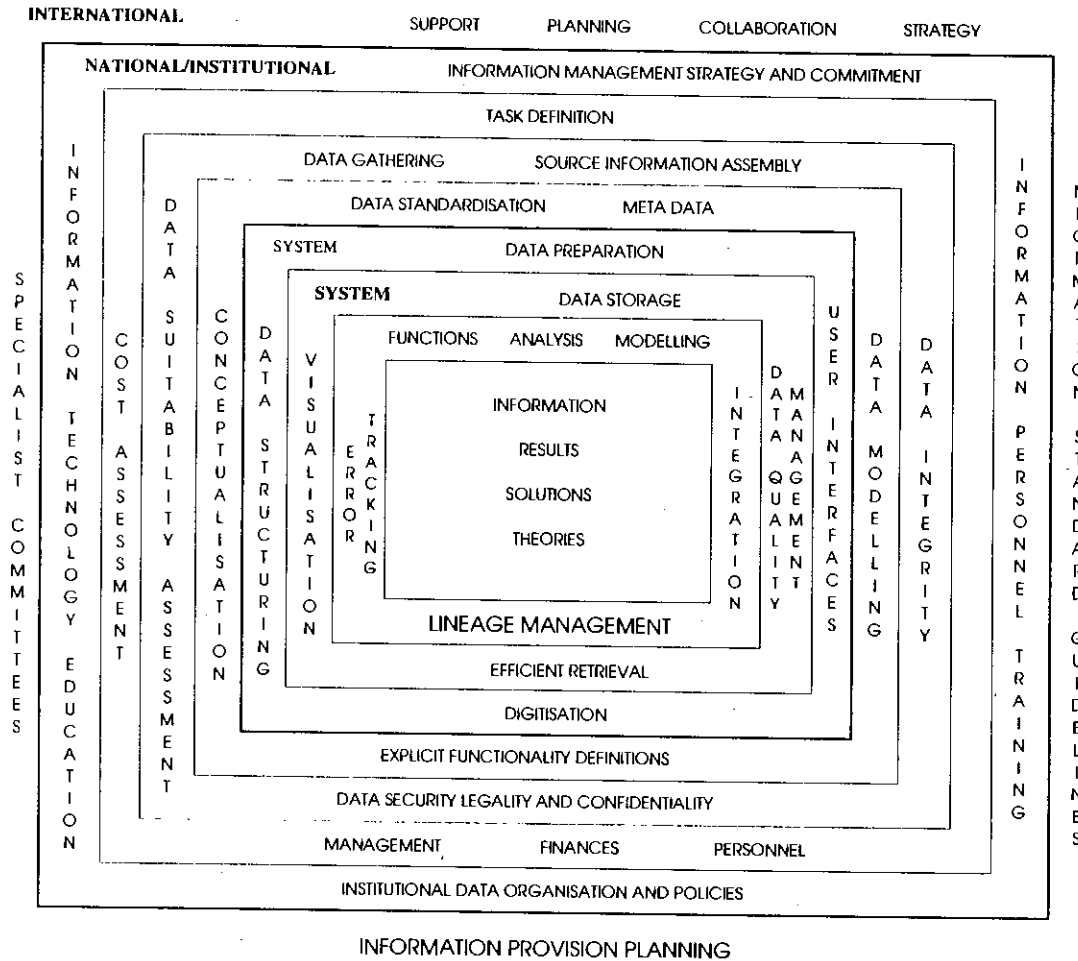 INTERNATIONAL
SUPPORT PLANNING COLLABORATION STRATEGY
NATIONAL/INSTITUTIONAL INFORMATION MANAGEMENT STRATEGY AND COMMITMENT
TASK DEFINITION
DATA GATHERING SOURCE INFORMATION ASSEMBLY
DATA STANDARDISATION META DATA
SYSTEM DATA PREPARATION
SYSTEM DATA STORAGE
FUNCTIONS ANALYSIS MODELLING
SPECIALIST COMMITTEES
INFORMATION TECHNOLOGY EDUCATION
COST ASSESSMENT
DATA SUITABILITY ASSESSMENT
CONCEPTUALISATION
DATA STRUCTURING
VISUALISATION
ERROR
TRACKING
INFORMATION
RESULTS
SOLUTIONS
THEORIES
INTEGRATION
DATA QUALITY
MANAGEMENT
USER INTERFACES
DATA MODELLING
DATA INTEGRITY
INFORMATION PERSONNEL TRAINING
STANDARD GUIDELINES
LINEAGE MANAGEMENT
EFFICIENT RETRIEVAL
DIGITISATION
EXPLICIT FUNCTIONALITY DEFINITIONS
DATA SECURITY LEGALITY AND CONFIDENTIALITY
MANAGEMENT FINANCES PERSONNEL
INSTITUTIONAL DATA ORGANISATION AND POLICIES
INFORMATION PROVISION PLANNING